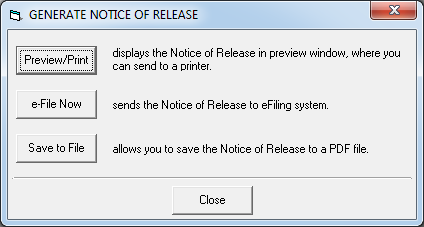 GENERATE NOTICE OF RELEASE
Preview/Print
displays the Notice of Release in preview window, where you
can send to a printer.
e-File Now
sends the Notice of Release to eFiling system.
Save to File
allows you to save the Notice of Release to a PDF file.
Close